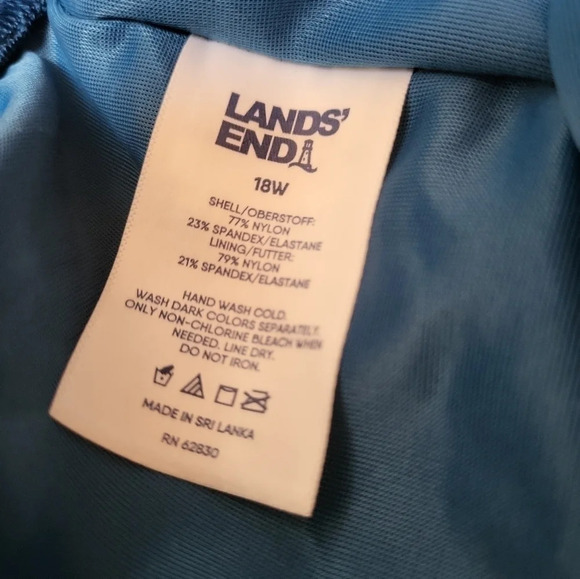 LANDS'
END
18W
SHELL/OBERSTOFF:
77% NYLON
23% SPANDEX/ELASTANE
LINING/FUTTER:
79% NYLON
21% SPANDEX/ELASTANE
HAND WASH COLD.
WASH DARK COLORS SEPARATELY.
ONLY NON-CHLORINE BLEACH WHEN
NEEDED. LINE DRY.
DO NOT IRON.
MADE IN SRI LANKA
RN 62830